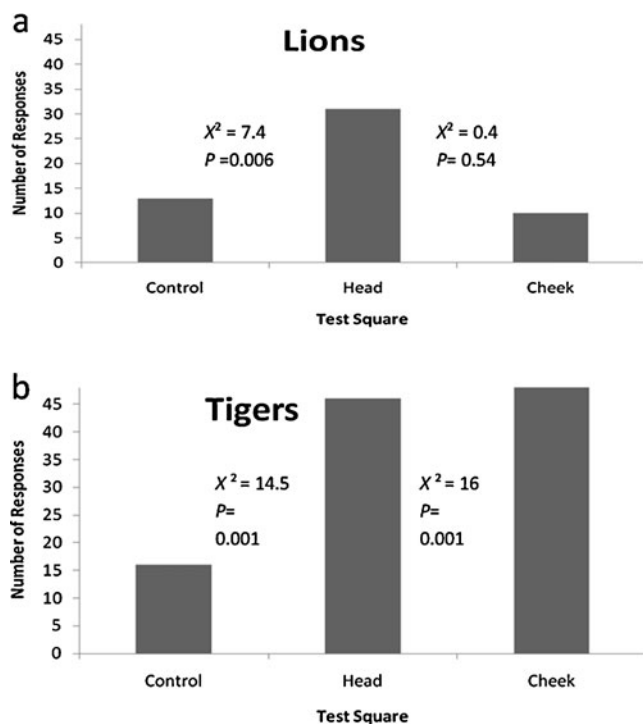 a
Lions
Number of Responses
45
40
35
30
25
20
15
10
5
0
X² = 7.4
P =0.006
X² = 0.4
P= 0.54
Control Head Cheek
Test Square
b
Tigers
Number of Responses
45
40
35
30
25
20
15
10
5
0
X ² = 14.5
P=
0.001
X ² = 16
P=
0.001
Control Head Cheek
Test Square